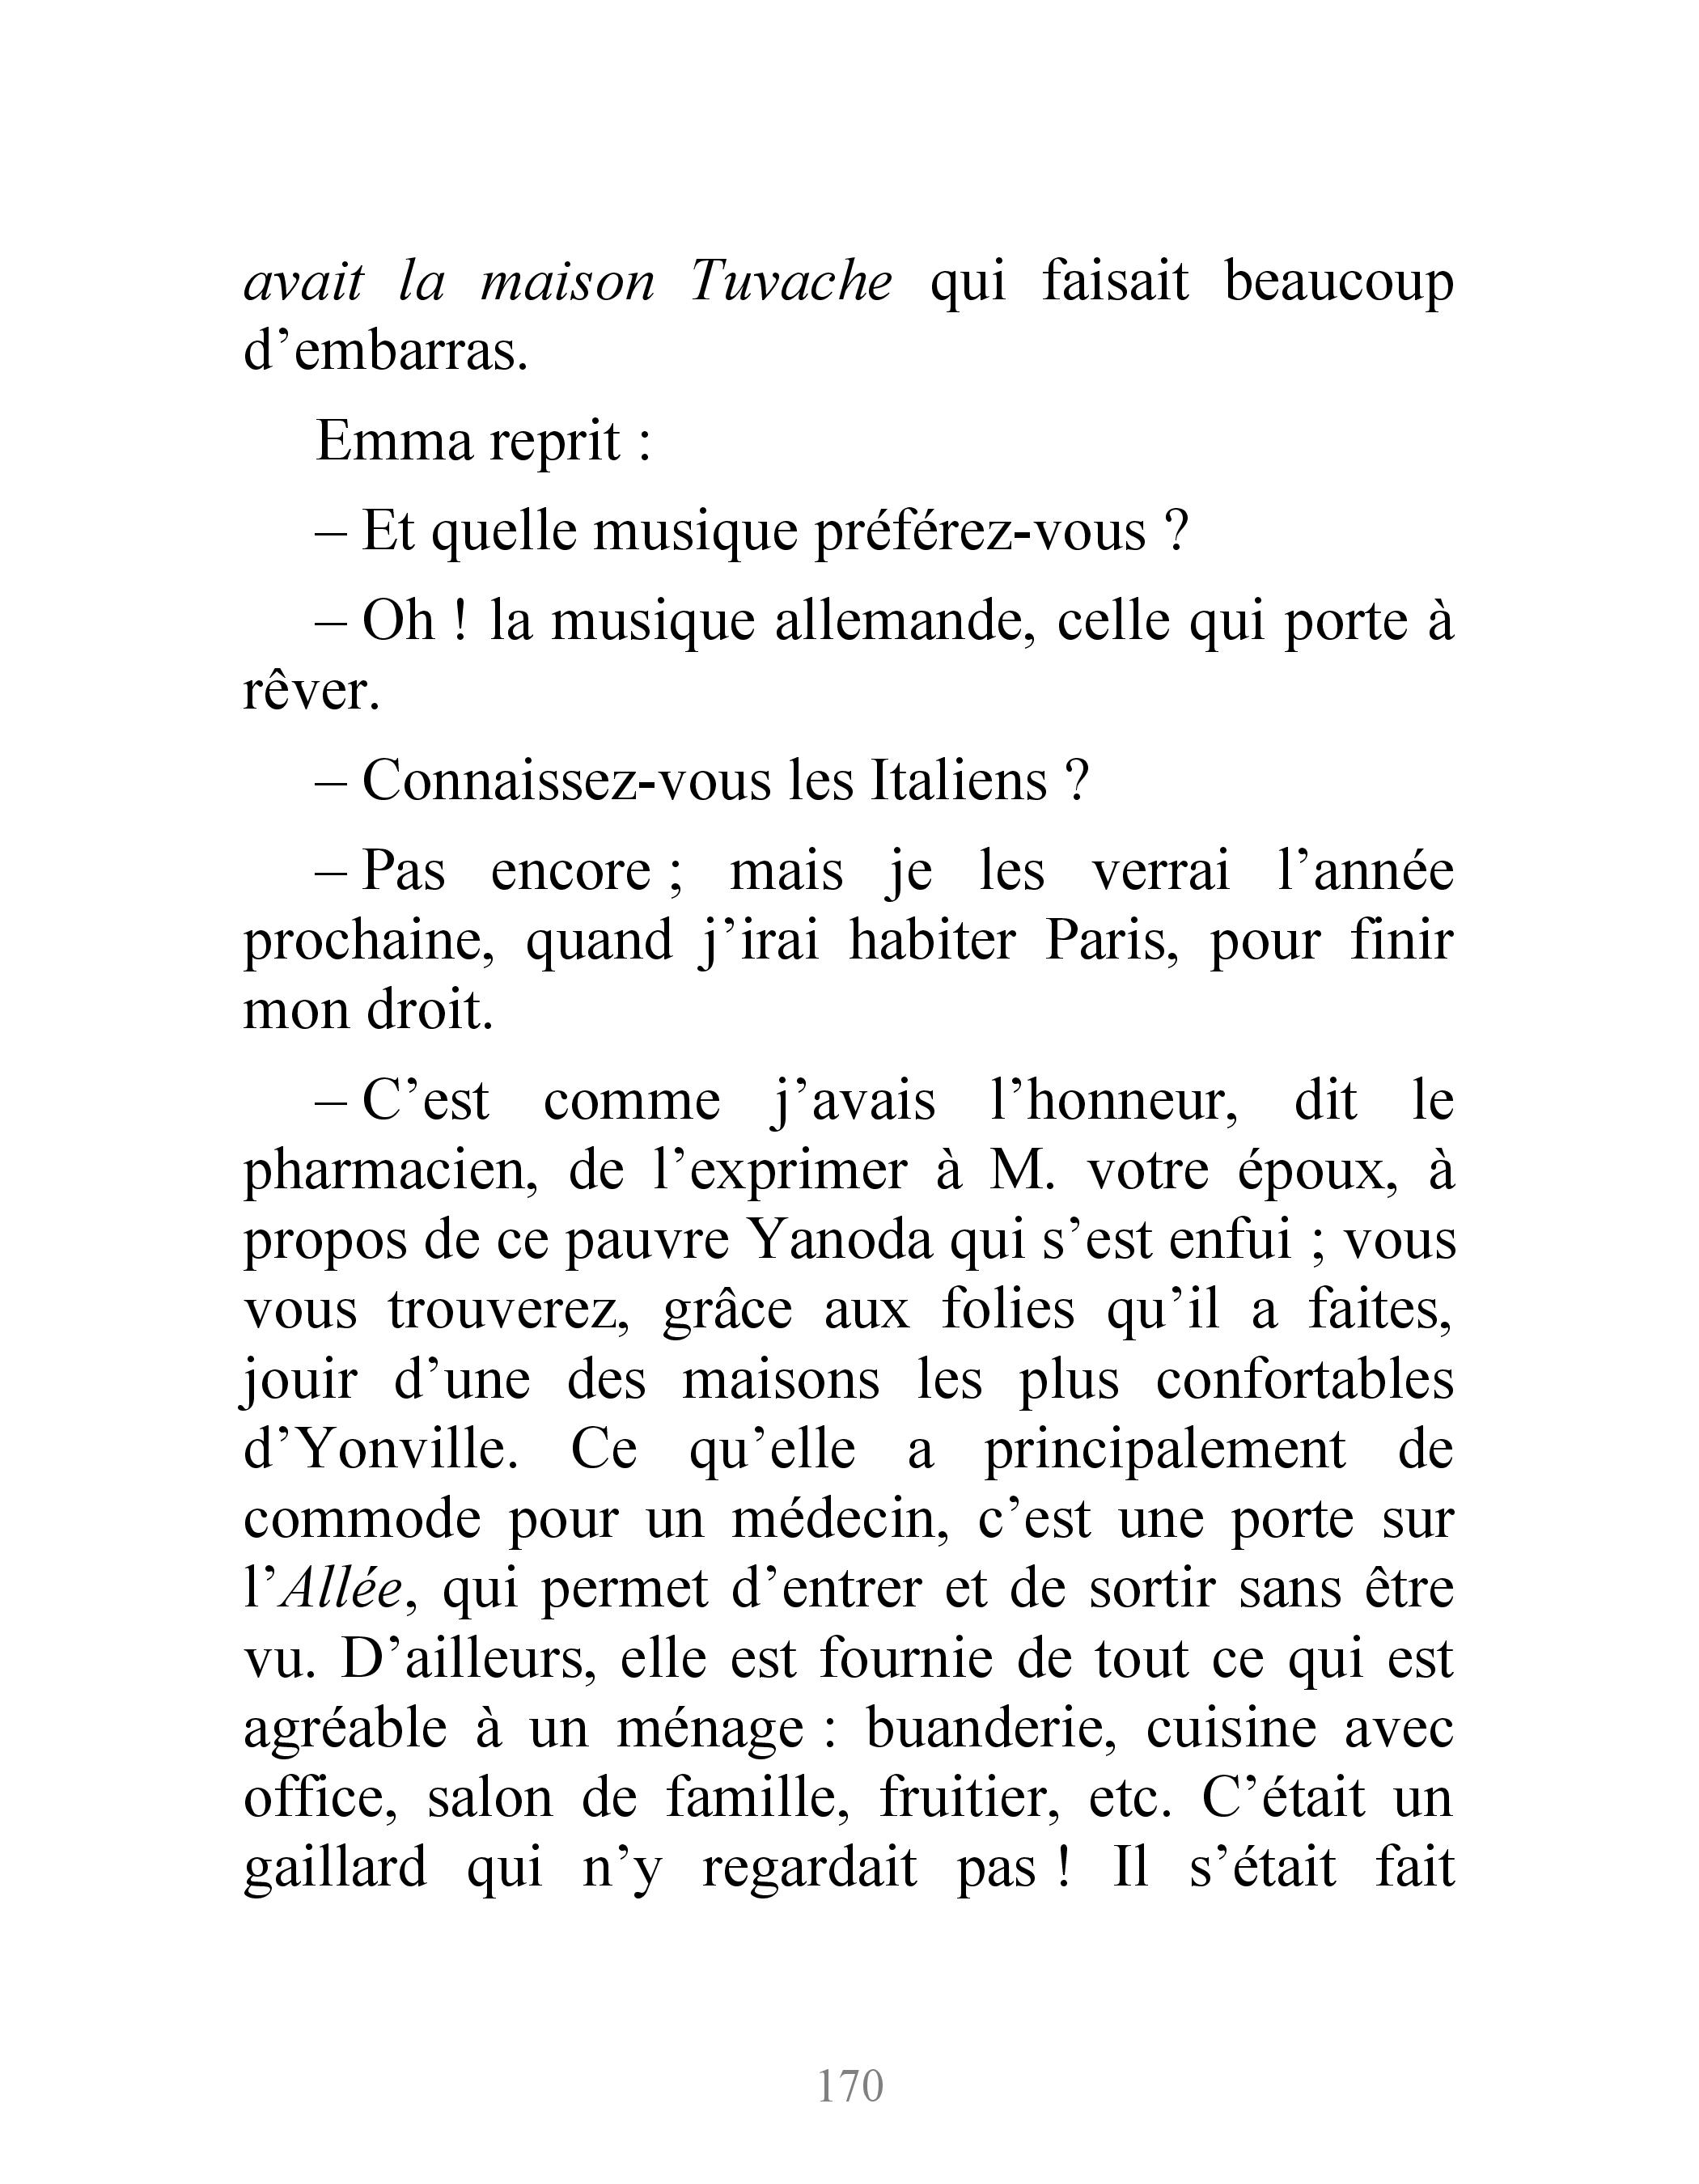 avait la maison Tuvache qui faisait beaucoup
d’embarras.
Emma reprit :
– Et quelle musique préférez-vous ?
– Oh ! la musique allemande, celle qui porte à
rêver.
– Connaissez-vous les Italiens ?
– Pas encore ; mais je les verrai l’année
prochaine, quand j’irai habiter Paris, pour finir
mon droit.
– C’est comme j’avais l’honneur, dit le
pharmacien, de l’exprimer à M. votre époux, à
propos de ce pauvre Yanoda qui s’est enfui ; vous
vous trouverez, grâce aux folies qu’il a faites,
jouir d’une des maisons les plus confortables
d’Yonville. Ce qu’elle a principalement de
commode pour un médecin, c’est une porte sur
l’Allée, qui permet d’entrer et de sortir sans être
vu. D’ailleurs, elle est fournie de tout ce qui est
agréable à un ménage : buanderie, cuisine avec
office, salon de famille, fruitier, etc. C’était un
gaillard qui n’y regardait pas ! Il s’était fait
170